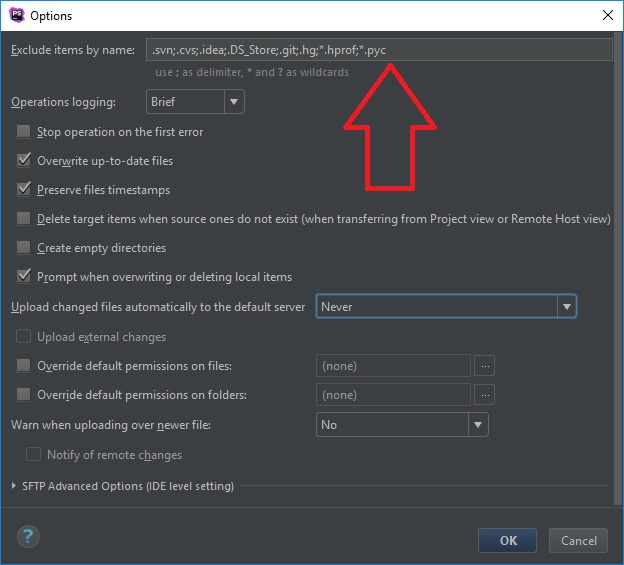 PS Options
Exclude items by name: .svn;.cvs;.idea;.DS_Store;.git;.hg;*.hprof;*.pyc
use ; as delimiter, * and ? as wildcards
Operations logging: Brief
Stop operation on the first error
Overwrite up-to-date files
Preserve files timestamps
Delete target items when source ones do not exist (when transferring from Project view or Remote Host view)
Create empty directories
Prompt when overwriting or deleting local items
Upload changed files automatically to the default server Never
Upload external changes
Override default permissions on files: (none) ...
Override default permissions on folders: (none) ...
Warn when uploading over newer file: No
Notify of remote changes
SFTP Advanced Options (IDE level setting)
? OK Cancel